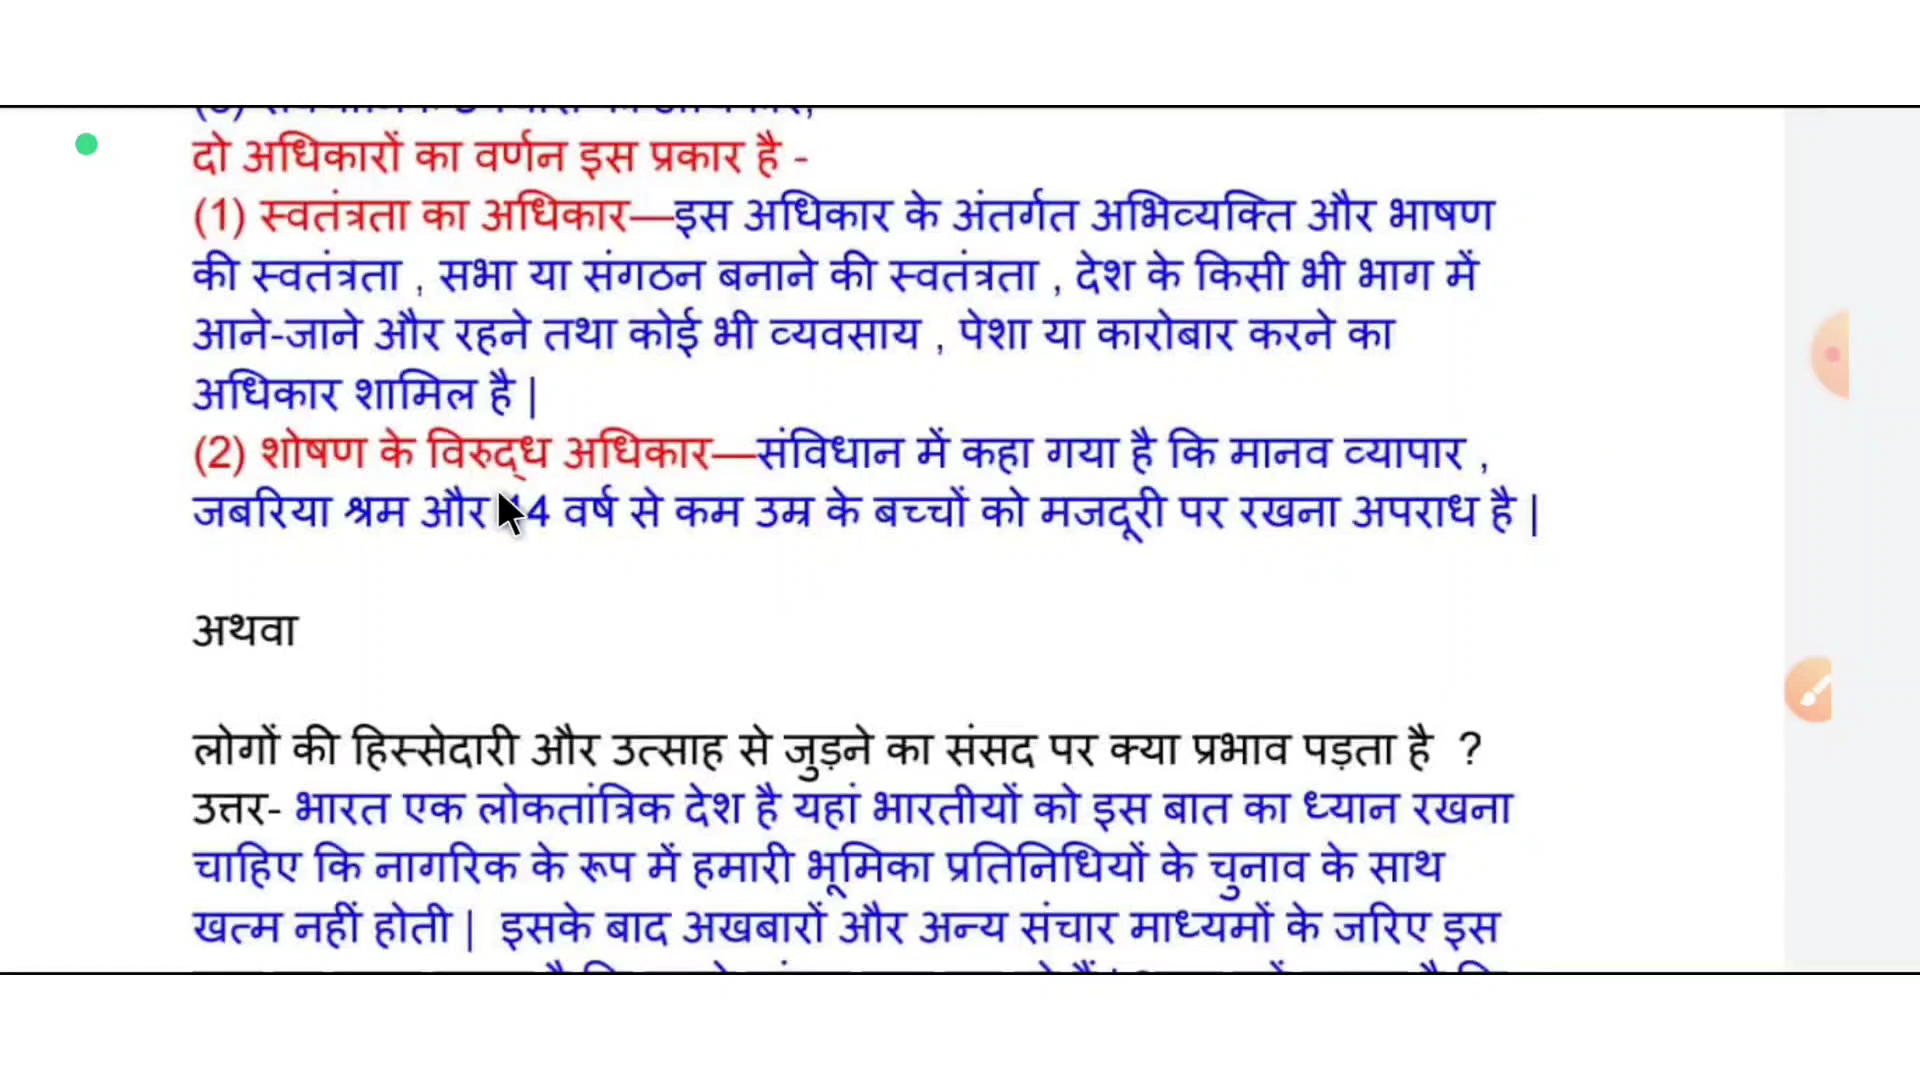 दो अधिकारों का वर्णन इस प्रकार है -
(1) स्वतंत्रता का अधिकार—इस अधिकार के अंतर्गत अभिव्यक्ति और भाषण
की स्वतंत्रता , सभा या संगठन बनाने की स्वतंत्रता , देश के किसी भी भाग में
आने-जाने और रहने तथा कोई भी व्यवसाय , पेशा या कारोबार करने का
अधिकार शामिल है |
(2) शोषण के विरुद्ध अधिकार—संविधान में कहा गया है कि मानव व्यापार ,
जबरिया श्रम और 14 वर्ष से कम उम्र के बच्चों को मजदूरी पर रखना अपराध है |
अथवा
लोगों की हिस्सेदारी और उत्साह से जुड़ने का संसद पर क्या प्रभाव पड़ता है ?
उत्तर- भारत एक लोकतांत्रिक देश है यहां भारतीयों को इस बात का ध्यान रखना
चाहिए कि नागरिक के रूप में हमारी भूमिका प्रतिनिधियों के चुनाव के साथ
खत्म नहीं होती | इसके बाद अखबारों और अन्य संचार माध्यमों के जरिए इस